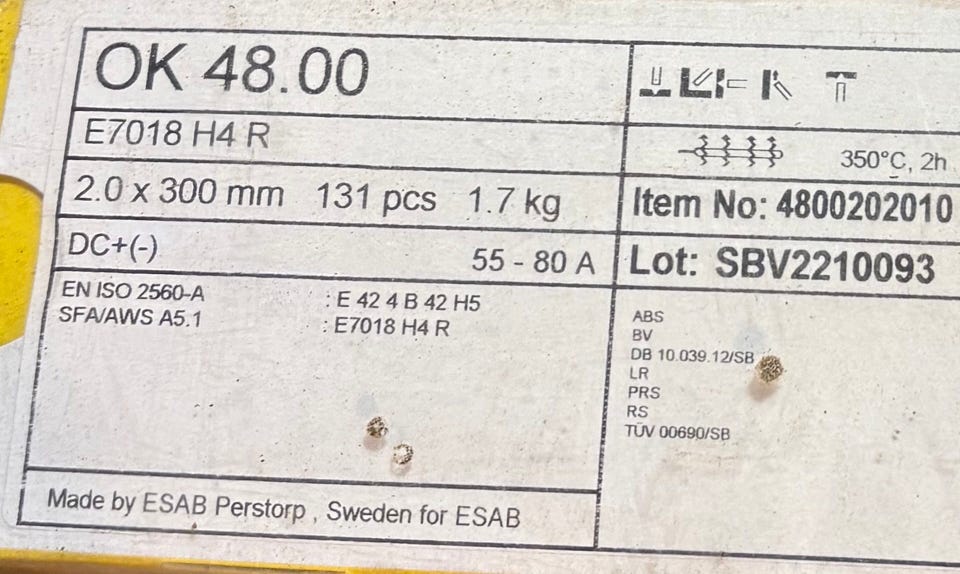 OK 48.00
E7018 H4 R
2.0 x 300 mm 131 pcs 1.7 kg
DC+(-) 55 - 80 A
EN ISO 2560-A : E 42 4 B 42 H5
SFA/AWS A5.1 : E7018 H4 R
Made by ESAB Perstorp , Sweden for ESAB
350°C, 2h
Item No: 4800202010
Lot: SBV2210093
ABS
BV
DB 10.039.12/SB
LR
PRS
RS
TÜV 00690/SB